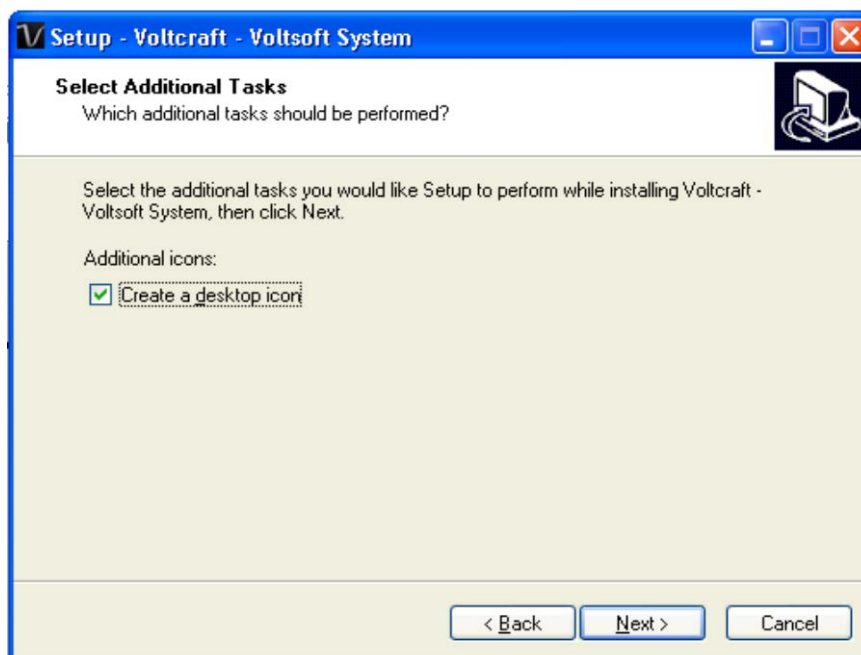 Setup - Voltcraft - Voltsoft System
Select Additional Tasks
Which additional tasks should be performed?
Select the additional tasks you would like Setup to perform while installing Voltcraft -
Voltsoft System, then click Next.
Additional icons:
Create a desktop icon
< Back Next > Cancel